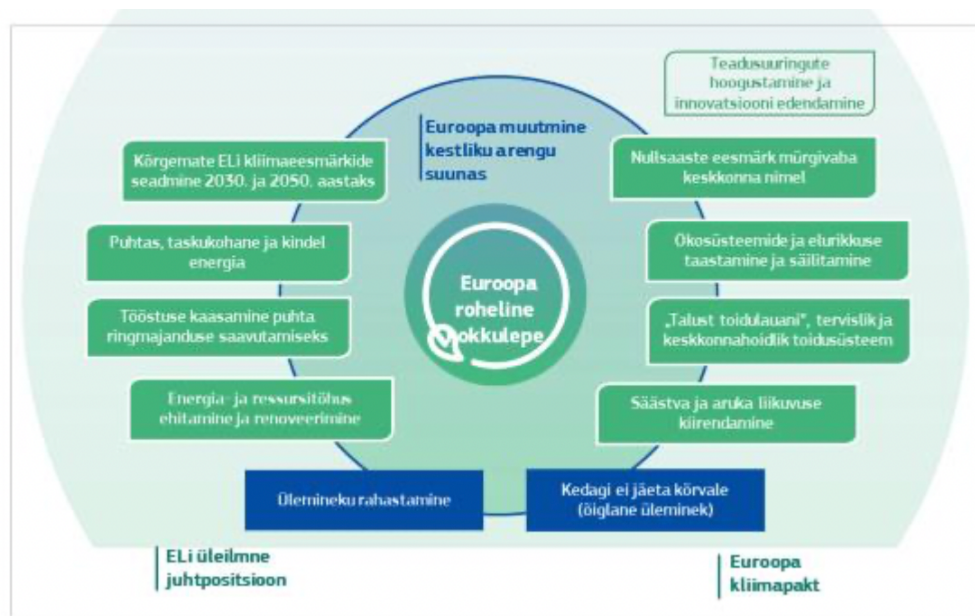 Teadusuuringute
hoogustamine ja
innovatsiooni edendamine
Euroopa muutmine
kestliku arengu
suunas
Kõrgemate ELi kliimaeesmärkide
seadmine 2030. ja 2050. aastaks
Nullsaaste eesmärk mürgivaba
keskkonna nimel
Puhtas, taskukohane ja kindel
energia
Ökosüsteemide ja elurikkuse
taastamine ja säilitamine
Euroopa
roheline
okkulepe
Tööstuse kaasamine puhta
ringmajanduse saavutamiseks
„Talust toidulauani”, tervislik ja
keskkonnahoidlik toidusüsteem
Energia- ja ressursitõhus
ehitamine ja renoveerimine
Säästva ja aruka liikuvuse
kiirendamine
Ülemineku rahastamine
Kedagi ei jäeta kõrvale
(õiglane üleminek)
ELi üleilmne
juhtpositsioon
Euroopa
kliimapakt